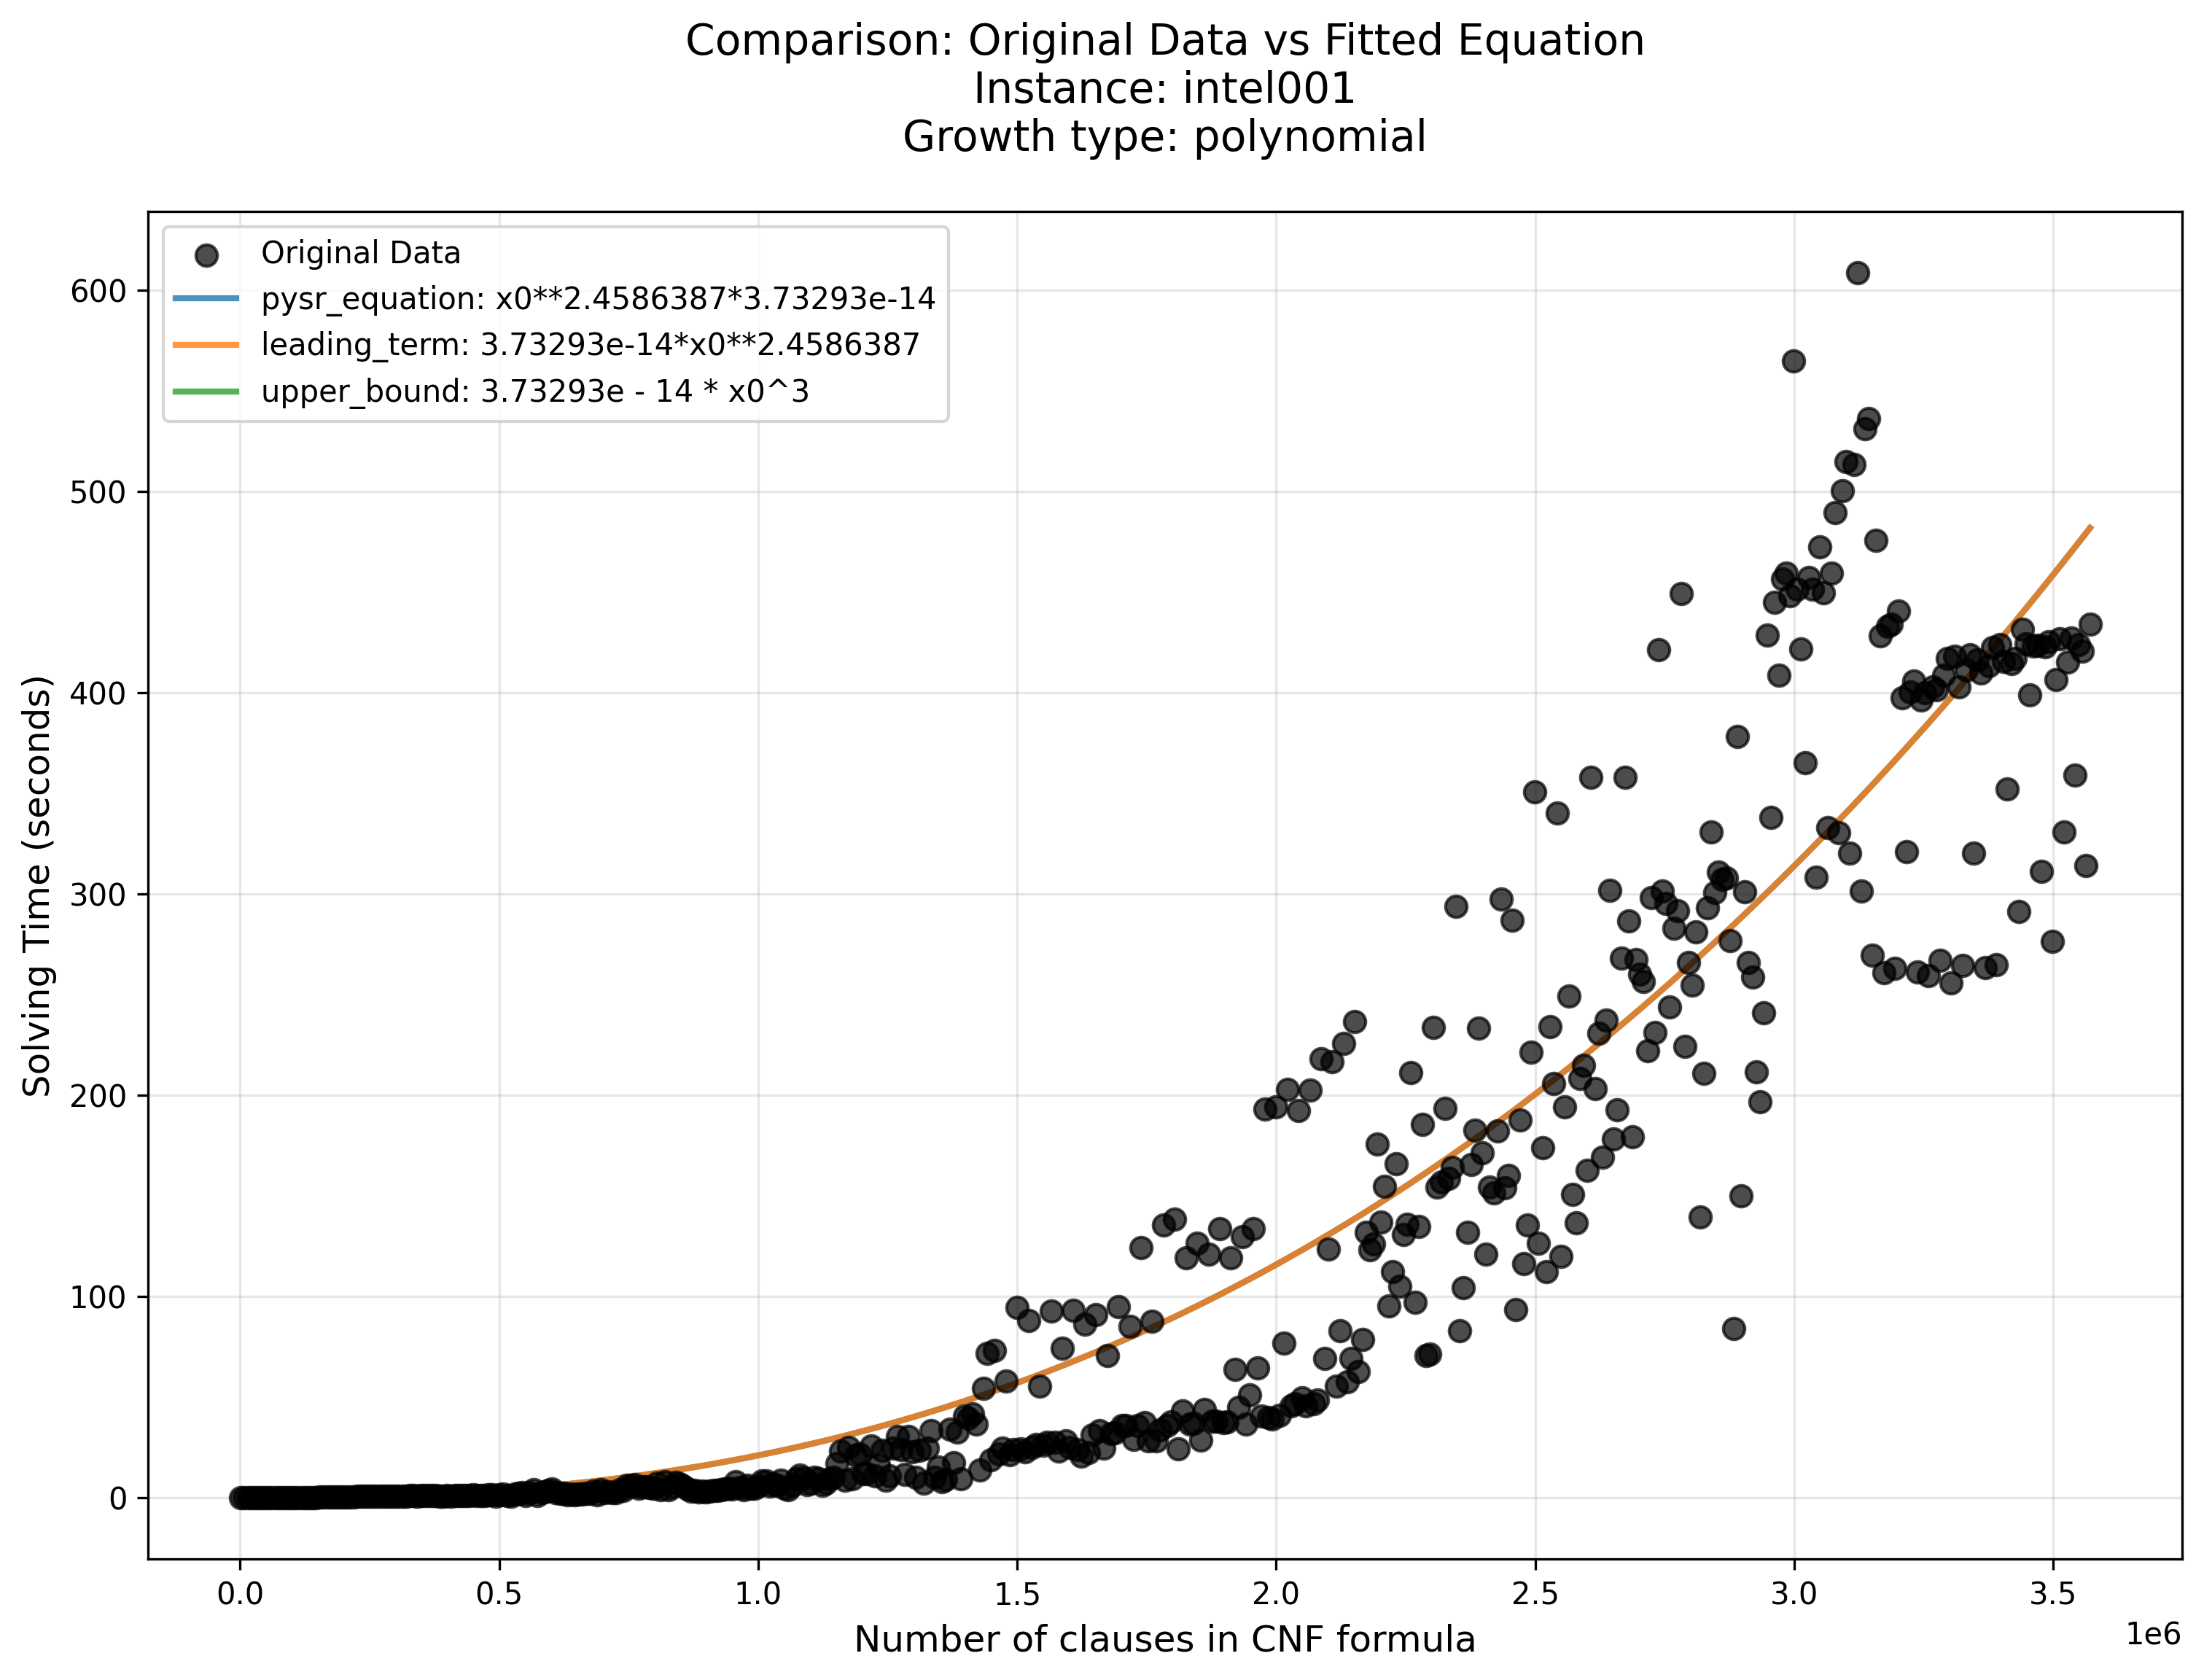 Comparison: Original Data vs Fitted Equation
Instance: intel001
Growth type: polynomial
Original Data
pysr_equation: x0**2.4586387*3.73293e-14
leading_term: 3.73293e-14*x0**2.4586387
upper_bound: 3.73293e - 14 * x0^3
600
500
400
300
200
100
0
Solving Time (seconds)
0.0 0.5 1.0 1.5 2.0 2.5 3.0 3.5
1e6
Number of clauses in CNF formula